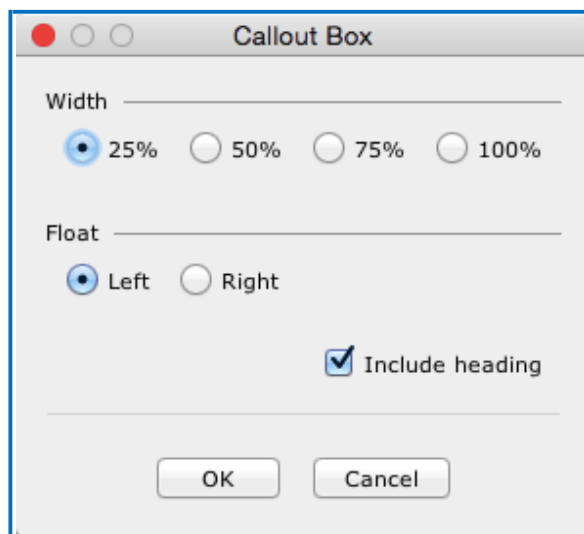 Callout Box
Width
25% 50% 75% 100%
Float
Left Right
Include heading
OK Cancel